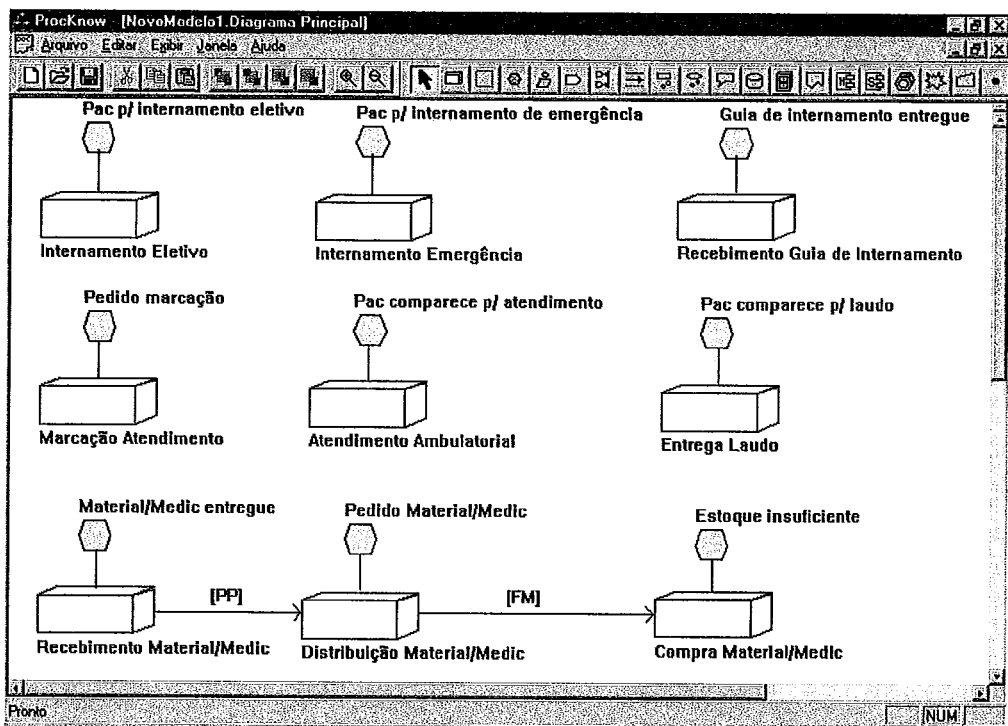 ProcKnow - [NovoModelo1.Diagrama Principal]
Arquivo Editar Exibir Janela Ajuda
Pac p/ internamento eletivo
Pac p/ internamento de emergência
Guia de internamento entregue
Internamento Eletivo
Internamento Emergência
Recebimento Guia de Internamento
Pedido marcação
Pac comparece p/ atendimento
Pac comparece p/ laudo
Marcação Atendimento
Atendimento Ambulatorial
Entrega Laudo
Material/Medic entregue
Pedido Material/Medic
Estoque insuficiente
[PP]
[FM]
Recebimento Material/Medic
Distribuição Material/Medic
Compra Material/Medic
Pronto
NUM